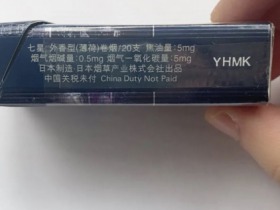 七星 外香型(薄荷)卷烟/20支 焦油量:5mg
烟气烟碱量:0.5mg 烟气一氧化碳量:5mg
日本制造 日本烟草产业株式会社出品
中国关税未付 China Duty Not Paid
YHMK